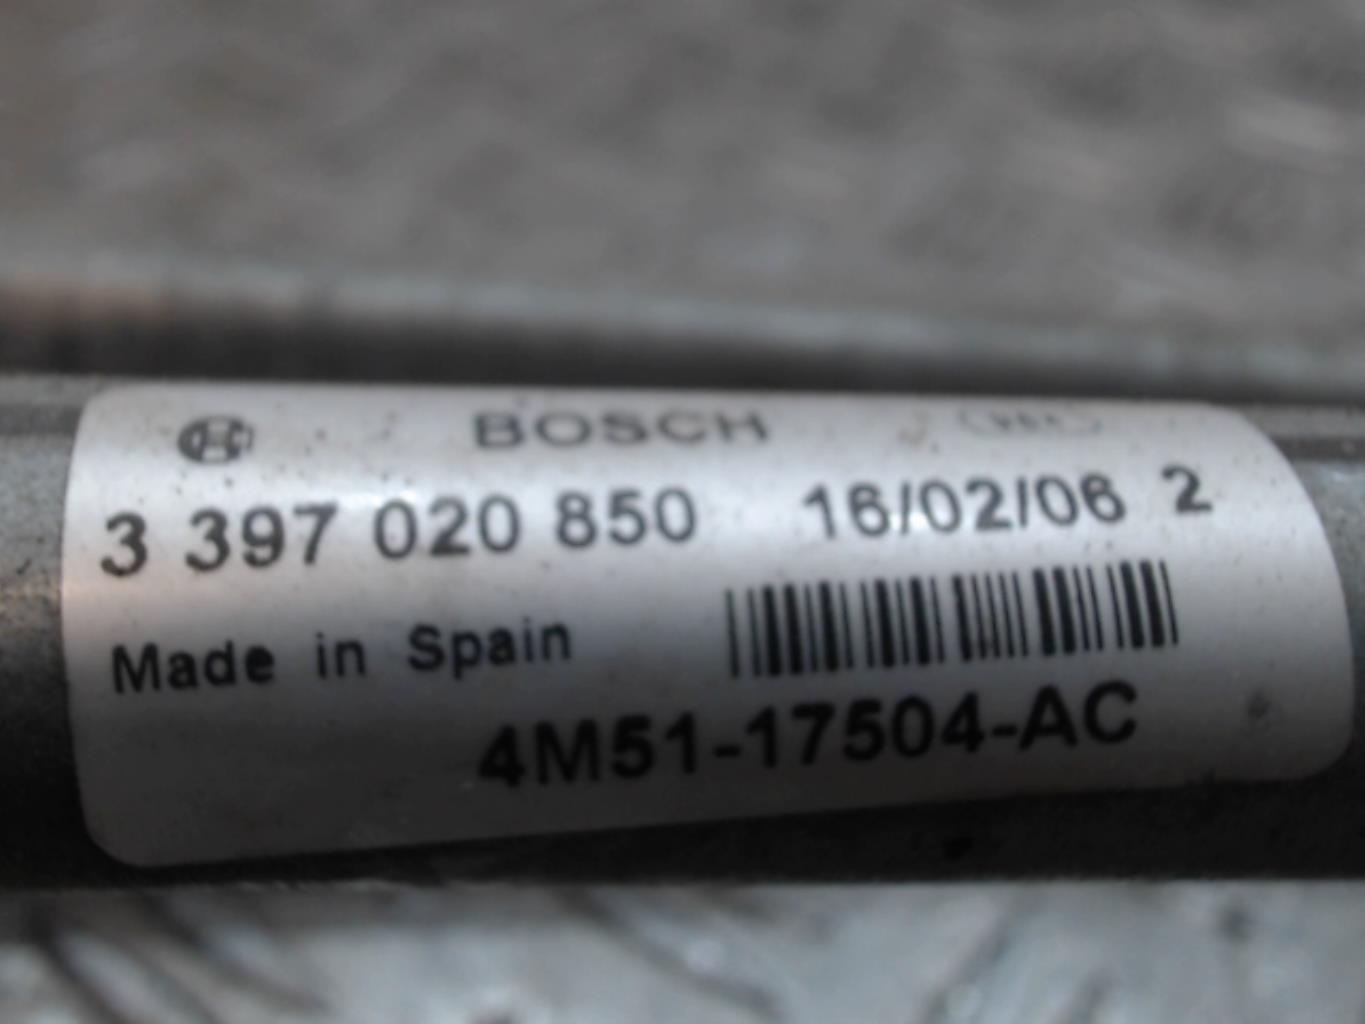 BOSCH
3 397 020 850 16/02/06 2
Made in Spain
4M51-17504-AC